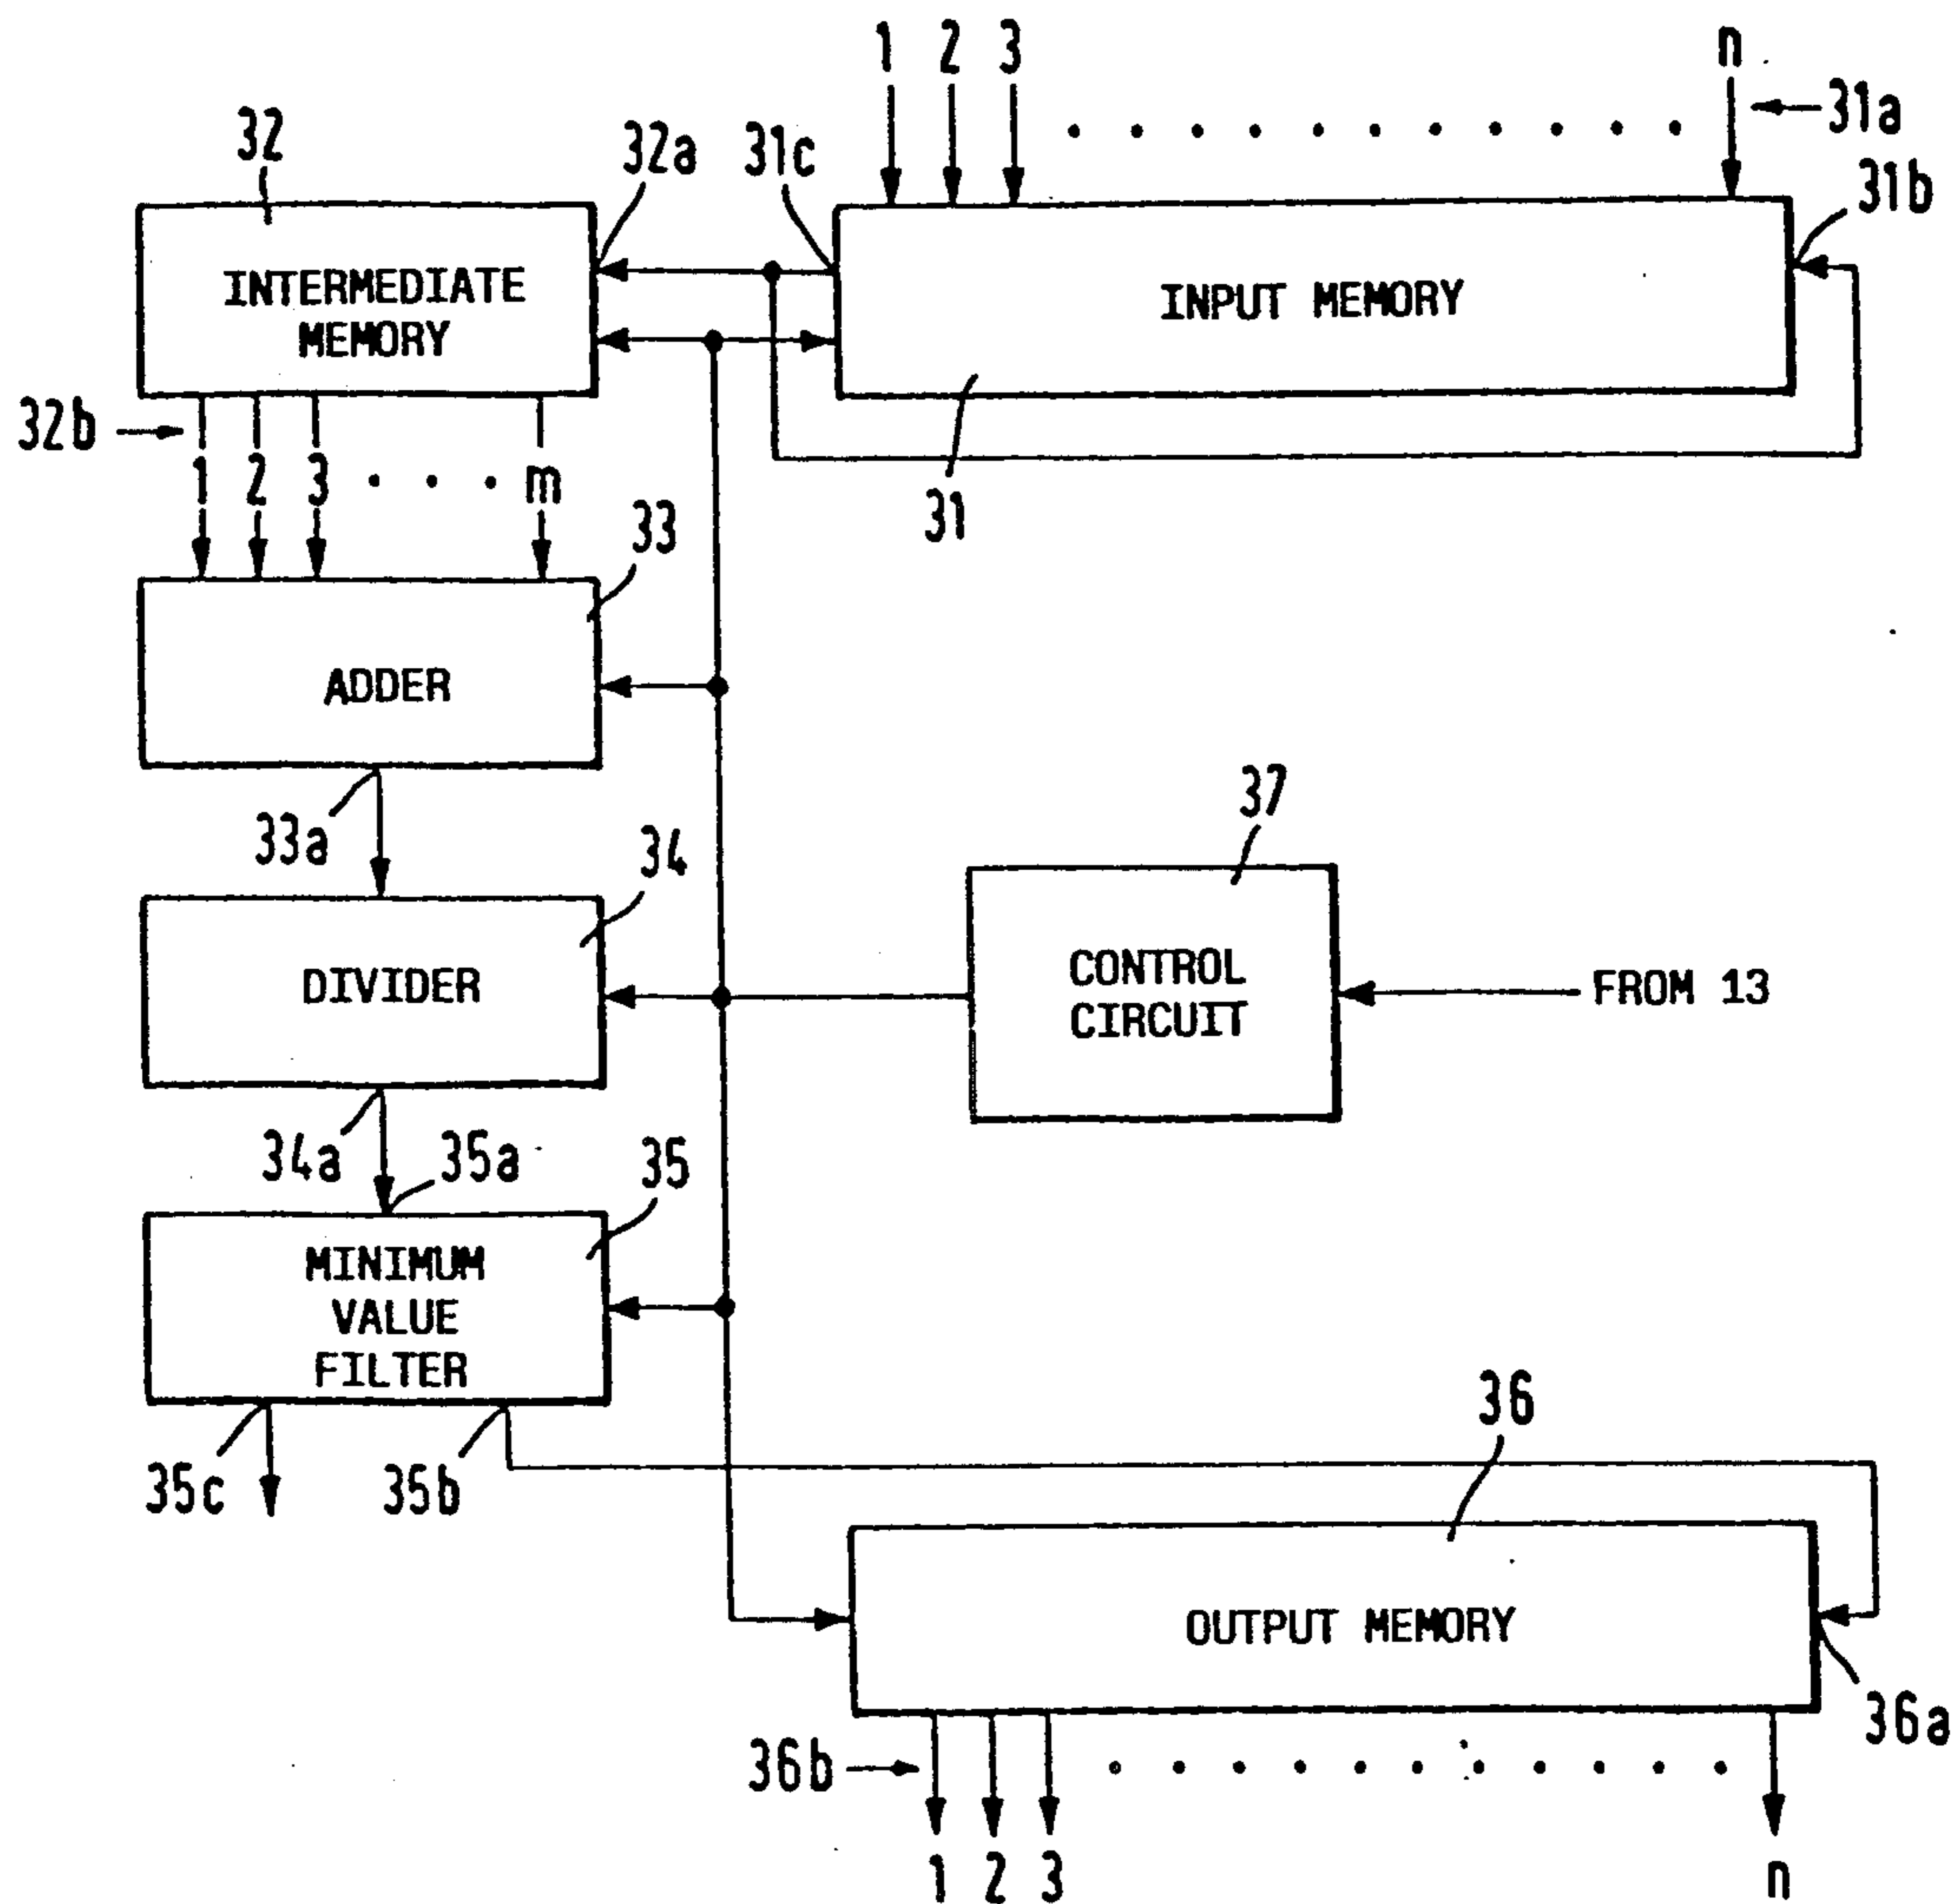 1 2 3 n
31a
32 32a 31c 31b
INTERMEDIATE
MEMORY
INPUT MEMORY
32b
1 2 3 m
31
33
ADDER
33a
37
34
DIVIDER
CONTROL
CIRCUIT
FROM 13
34a 35a 35
MINIMUM
VALUE
FILTER
35c 35b
36
OUTPUT MEMORY
36a
36b
1 2 3 n